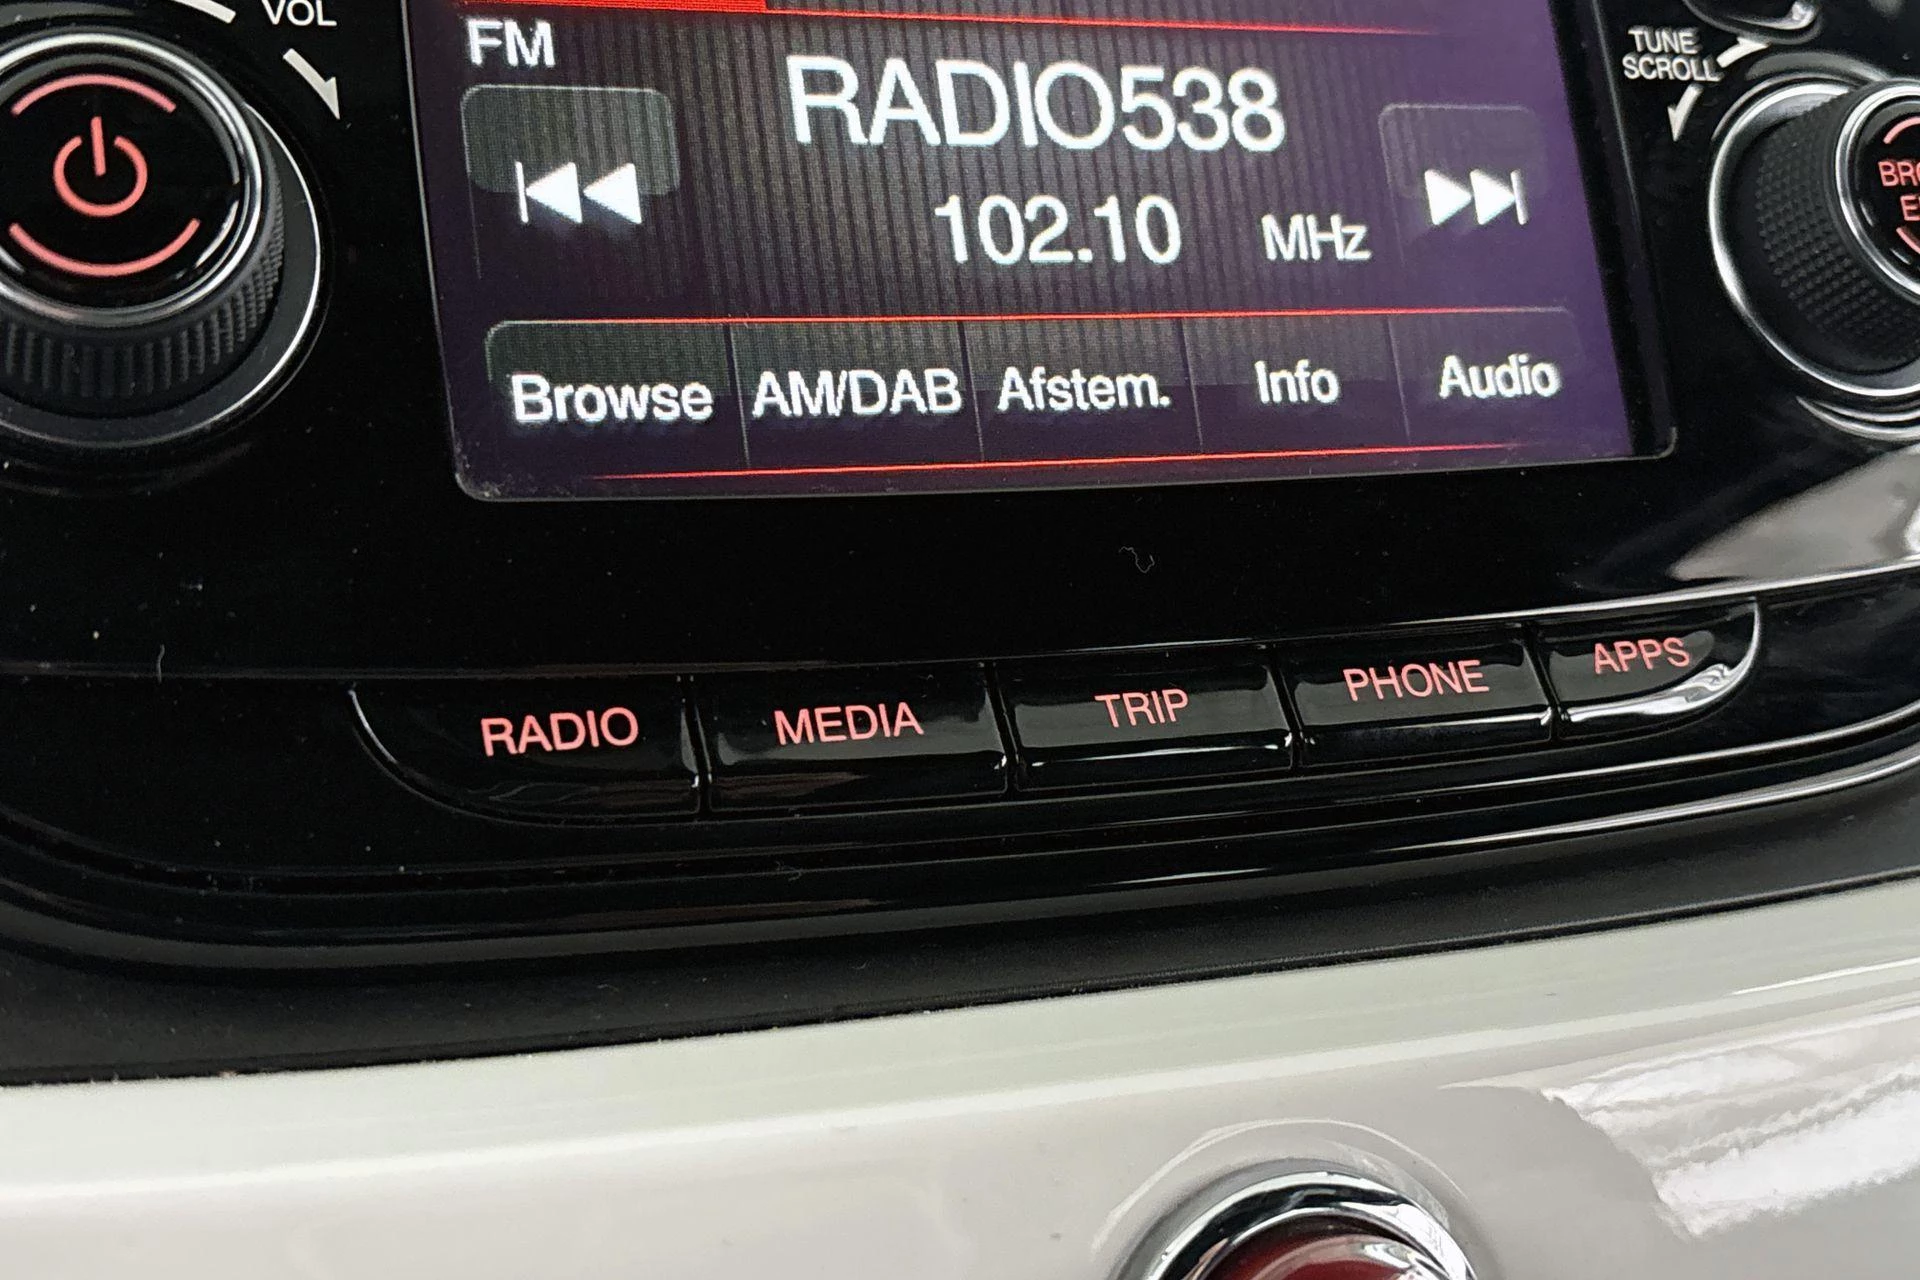 VOL
FM
RADIO538
TUNE
SCROLL
102.10 MHz
Browse AM/DAB Afstem. Info Audio
RADIO MEDIA TRIP PHONE APPS